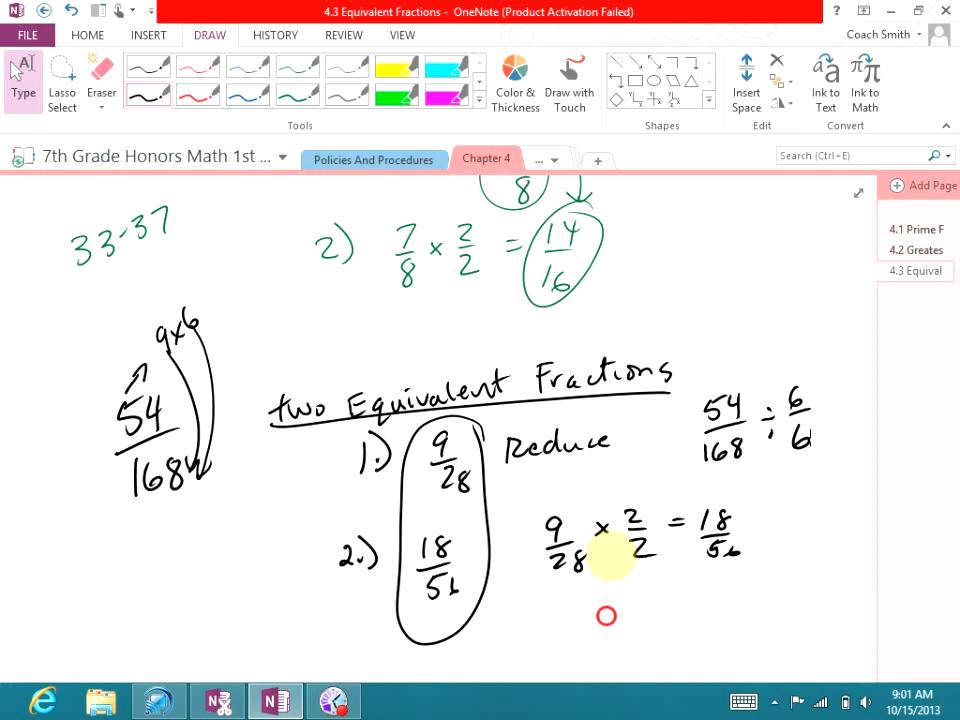 4.3 Equivalent Fractions - OneNote (Product Activation Failed)
FILE HOME INSERT DRAW HISTORY REVIEW VIEW Coach Smith
Type
Lasso Select
Eraser
Color & Thickness
Draw with Touch
Insert Space
Ink to Text
Ink to Math
Tools Shapes Edit Convert
7th Grade Honors Math 1st ... Policies And Procedures Chapter 4 ... +
Search (Ctrl+E)
Add Page
4.1 Prime F
4.2 Greates
4.3 Equival
8
33-37
2) 7/8 × 2/2 = 14/16
9x6
54/168
two Equivalent Fractions
1.) 9/28 Reduce 54/168 ÷ 6/6
2.) 18/56 9/28 × 2/2 = 18/56
9:01 AM
10/15/2013